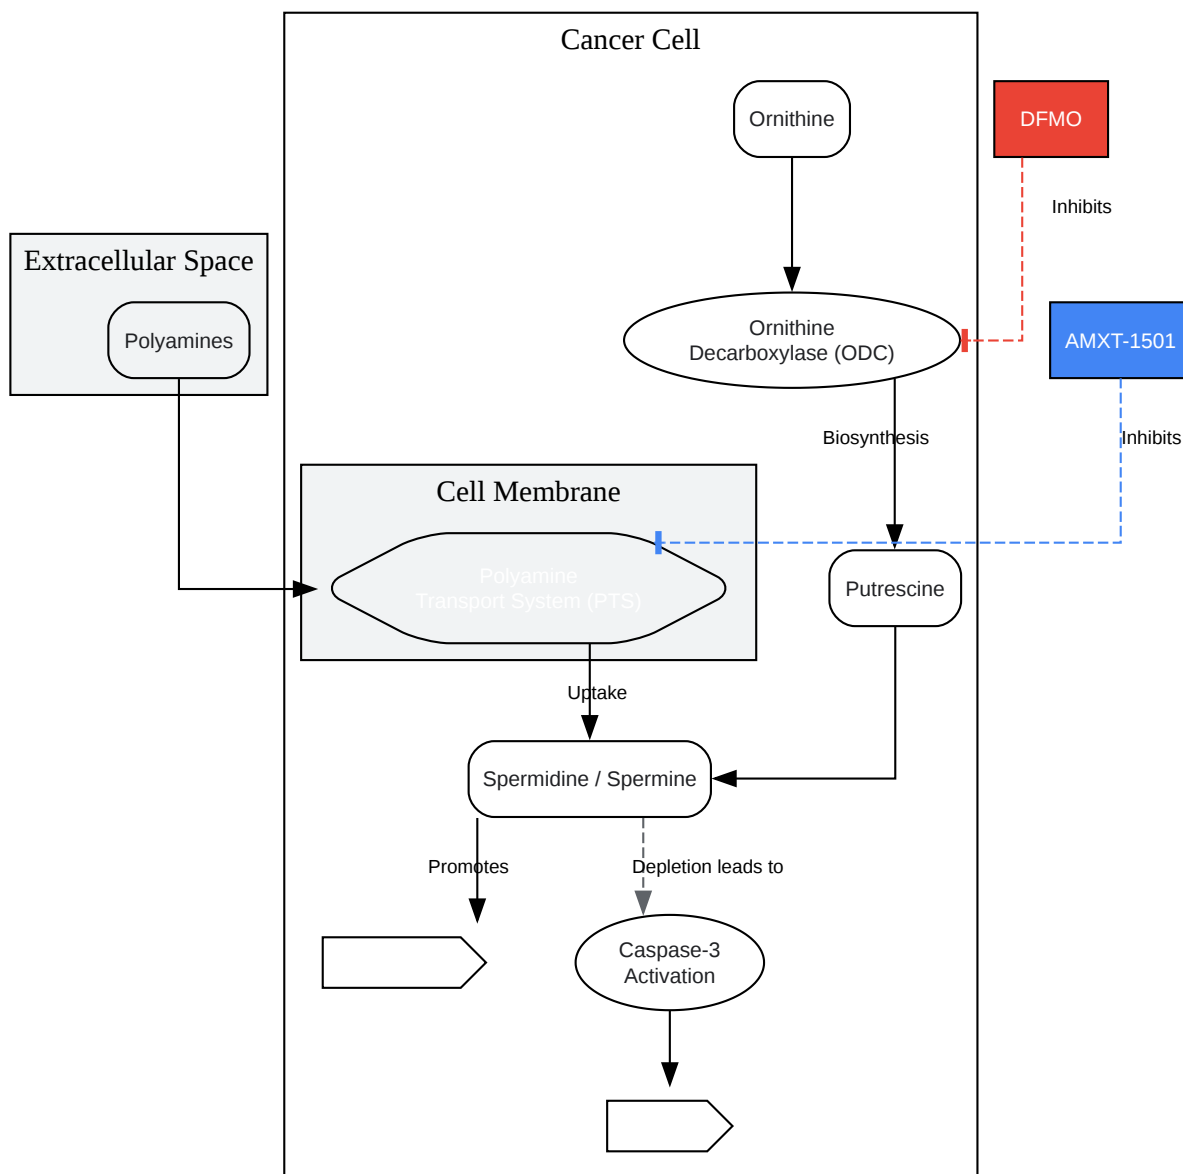 Cancer Cell
Ornithine
DFMO
Inhibits
Extracellular Space
Polyamines
Ornithine
Decarboxylase (ODC)
AMXT-1501
Biosynthesis
Inhibits
Cell Membrane
Polyamine
Transport System (PTS)
Putrescine
Uptake
Spermidine / Spermine
Promotes
Depletion leads to
Caspase-3
Activation